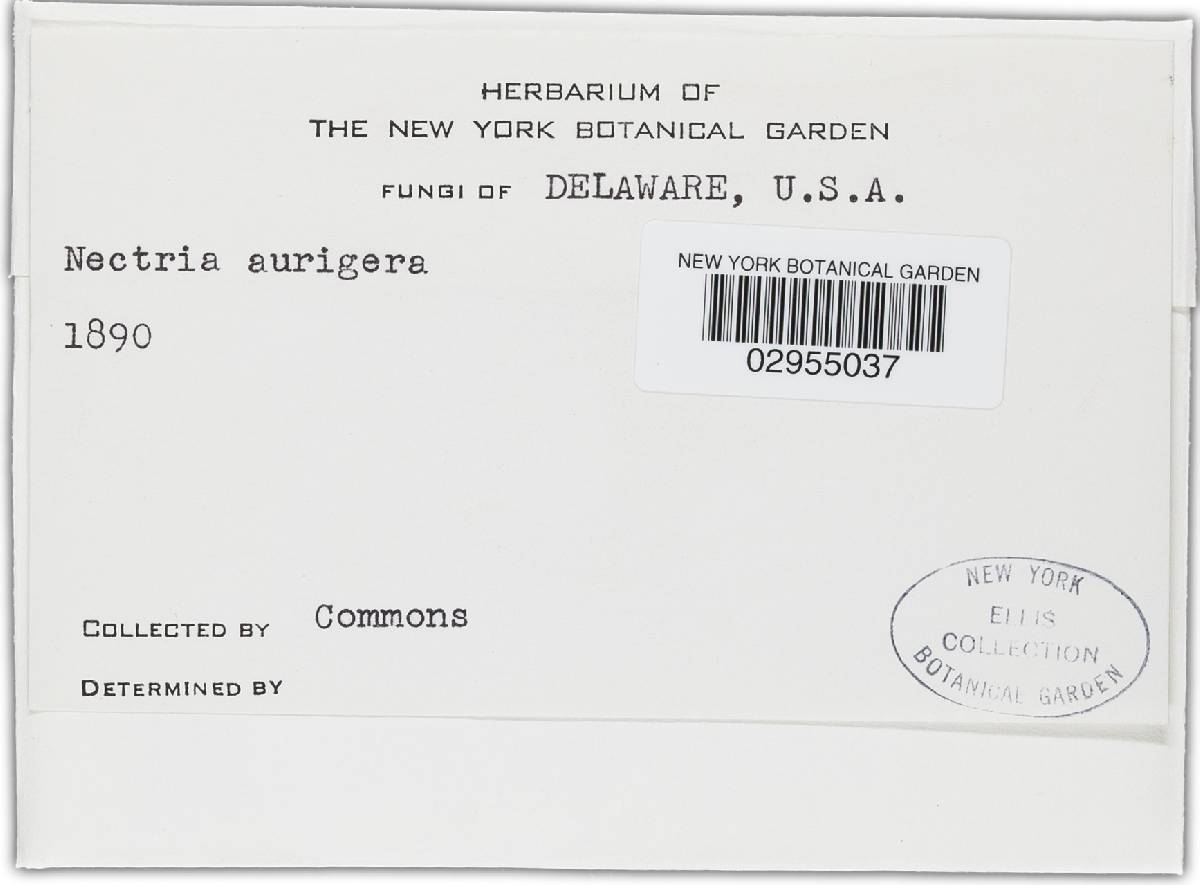 HERBARIUM OF
THE NEW YORK BOTANICAL GARDEN
FUNGI OF DELAWARE, U.S.A.
Nectria aurigera
1890
NEW YORK BOTANICAL GARDEN
02955037
COLLECTED BY Commons
DETERMINED BY
NEW YORK
ELLIS
COLLECTION
BOTANICAL GARDEN